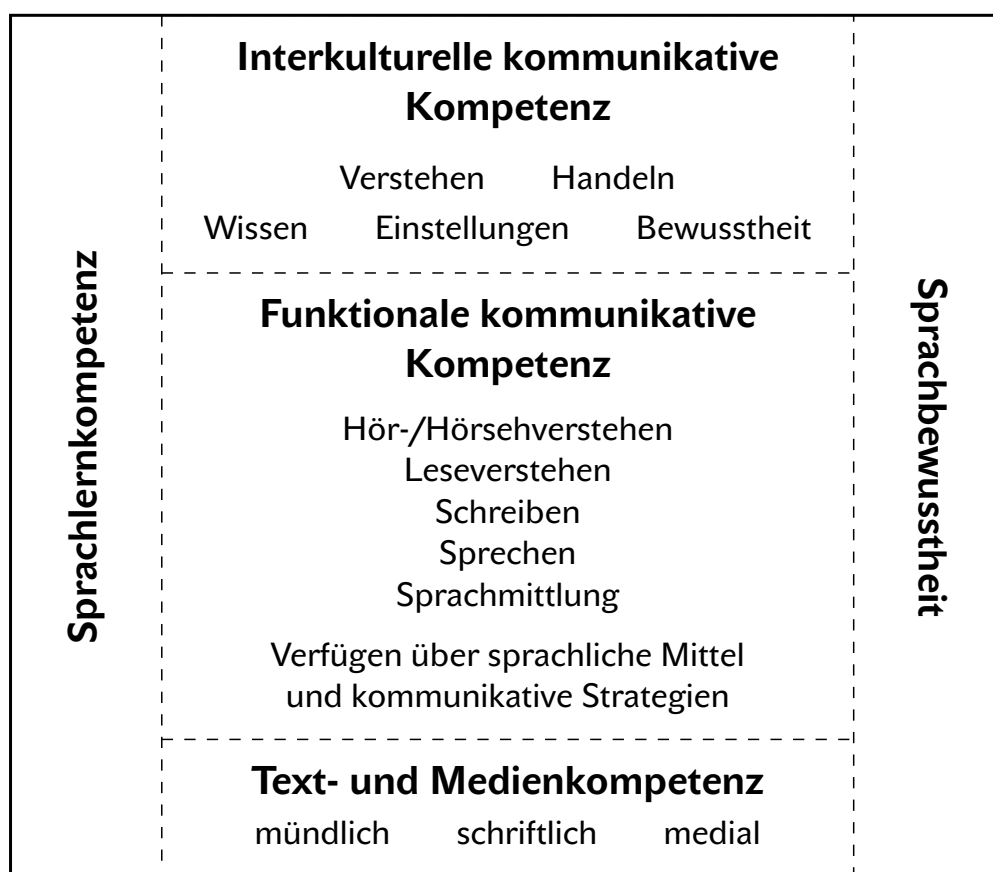 Sprachlernkompetenz
Interkulturelle kommunikative
Kompetenz
Verstehen Handeln
Wissen Einstellungen Bewusstheit
Funktionale kommunikative
Kompetenz
Hör-/Hörsehverstehen
Leseverstehen
Schreiben
Sprechen
Sprachmittlung
Verfügen über sprachliche Mittel
und kommunikative Strategien
Text- und Medienkompetenz
mündlich schriftlich medial
Sprachbewusstheit